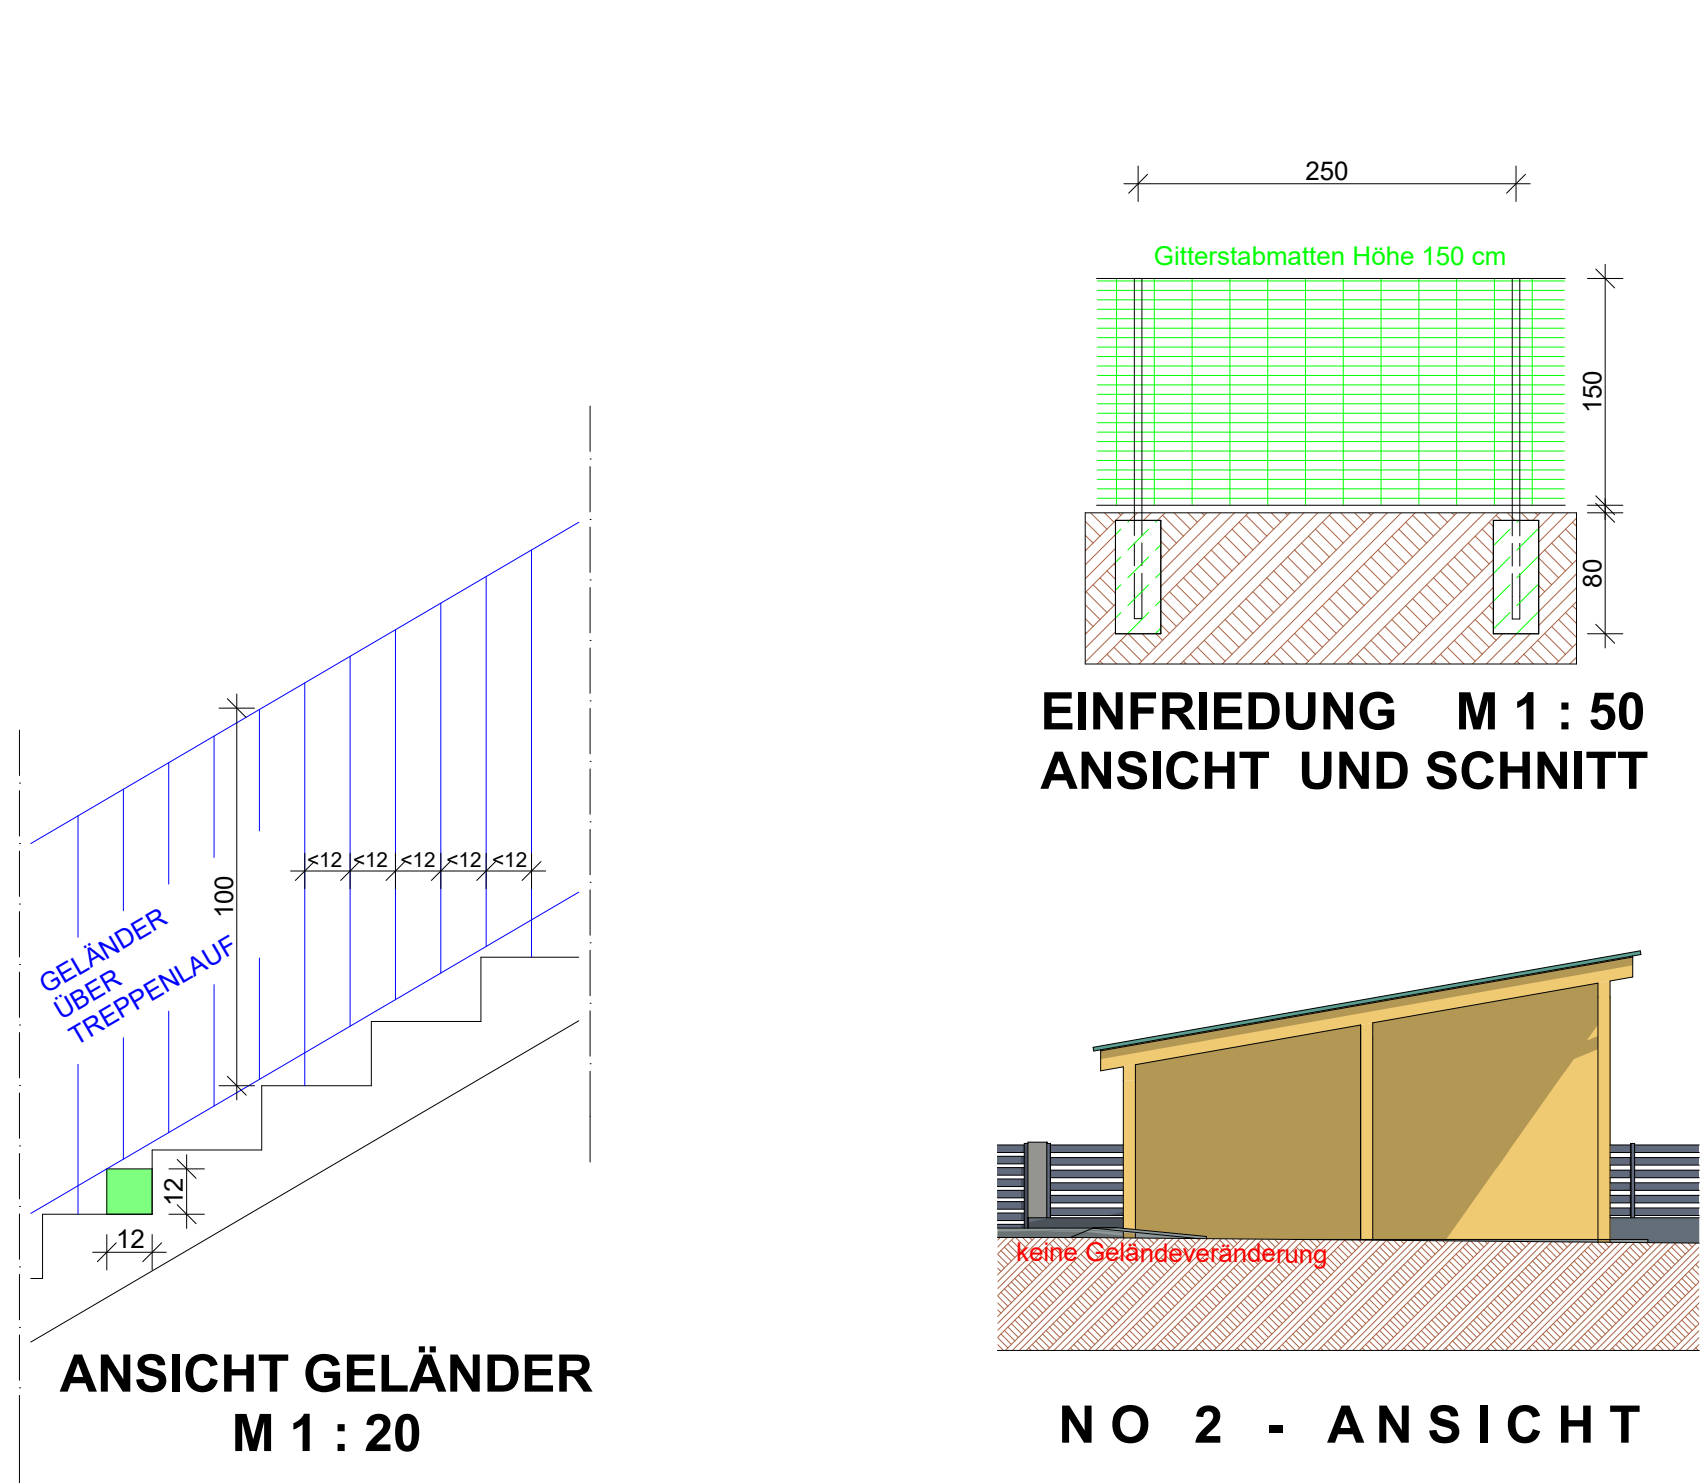 250
Gitterstabmatten Höhe 150 cm
150
80
EINFRIEDUNG M 1 : 50
ANSICHT UND SCHNITT
<12 <12 <12 <12 <12
100
GELÄNDER
ÜBER
TREPPENLAUF
12
12
ANSICHT GELÄNDER
M 1 : 20
keine Geländeveränderung
NO 2 - ANSICHT